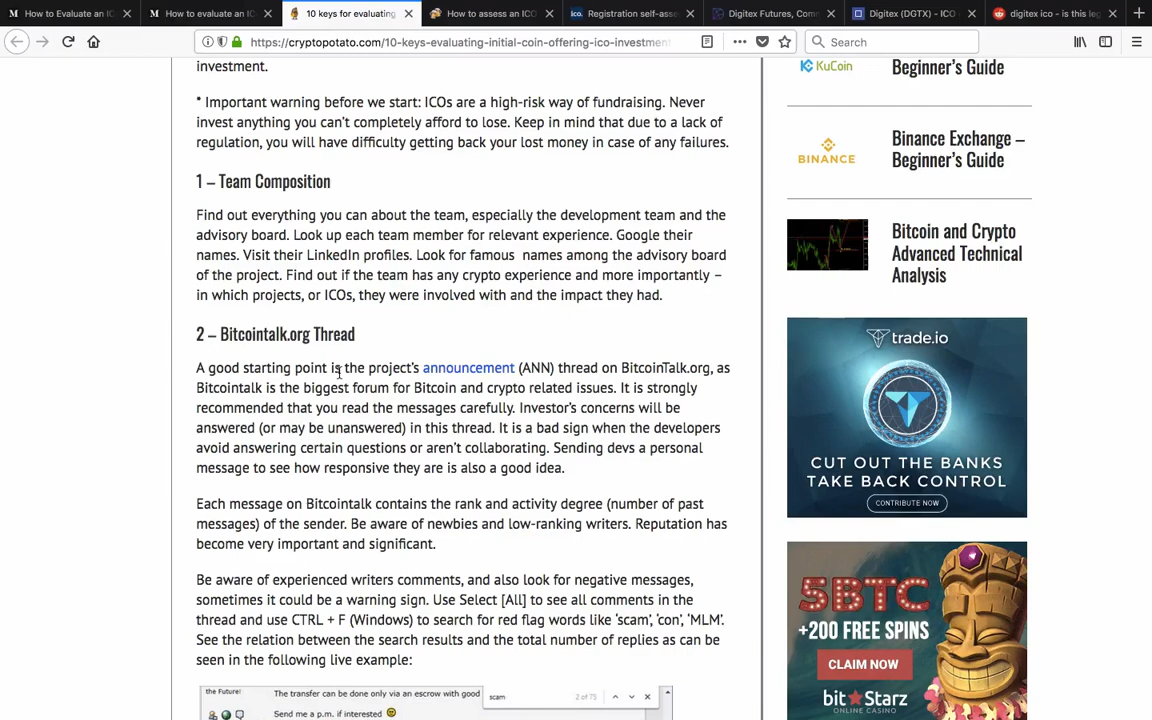 How to Evaluate an I
How to evaluate an ICO
10 keys for evaluating
How to assess an ICO
ico.
Registration self-asse
Digitex Futures, Com
Digitex (DGTX) - ICO
digitex ico - is this leg
https://cryptopotato.com/10-keys-evaluating-initial-coin-offering-ico-investment
Search
investment.
* Important warning before we start: ICOs are a high-risk way of fundraising. Never
invest anything you can't completely afford to lose. Keep in mind that due to a lack of
regulation, you will have difficulty getting back your lost money in case of any failures.
1 – Team Composition
Find out everything you can about the team, especially the development team and the
advisory board. Look up each team member for relevant experience. Google their
names. Visit their LinkedIn profiles. Look for famous names among the advisory board
of the project. Find out if the team has any crypto experience and more importantly –
in which projects, or ICOs, they were involved with and the impact they had.
2 – Bitcointalk.org Thread
A good starting point is the project's announcement (ANN) thread on BitcoinTalk.org, as
Bitcointalk is the biggest forum for Bitcoin and crypto related issues. It is strongly
recommended that you read the messages carefully. Investor's concerns will be
answered (or may be unanswered) in this thread. It is a bad sign when the developers
avoid answering certain questions or aren't collaborating. Sending devs a personal
message to see how responsive they are is also a good idea.
Each message on Bitcointalk contains the rank and activity degree (number of past
messages) of the sender. Be aware of newbies and low-ranking writers. Reputation has
become very important and significant.
Be aware of experienced writers comments, and also look for negative messages,
sometimes it could be a warning sign. Use Select [All] to see all comments in the
thread and use CTRL + F (Windows) to search for red flag words like 'scam', 'con', 'MLM'.
See the relation between the search results and the total number of replies as can be
seen in the following live example:
the Future!
The transfer can be done only via an escrow with good
scam
2 of 75
Send me a p.m. if interested
KuCoin
Beginner's Guide
BINANCE
Binance Exchange –
Beginner's Guide
Bitcoin and Crypto
Advanced Technical
Analysis
trade.io
CUT OUT THE BANKS
TAKE BACK CONTROL
CONTRIBUTE NOW
5BTC
+200 FREE SPINS
CLAIM NOW
bitStarz
ONLINE CASINO